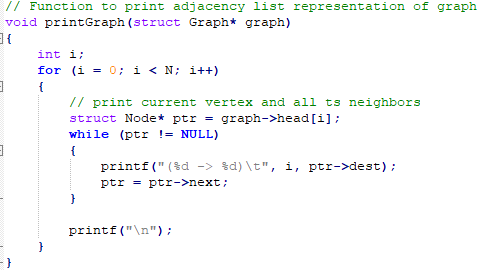 // Function to print adjacency list representation of graph
void printGraph(struct Graph* graph)
{
    int i;
    for (i = 0; i < N; i++)
    {
        // print current vertex and all ts neighbors
        struct Node* ptr = graph->head[i];
        while (ptr != NULL)
        {
            printf("(%d -> %d)\t", i, ptr->dest);
            ptr = ptr->next;
        }

        printf("\n");
    }
}